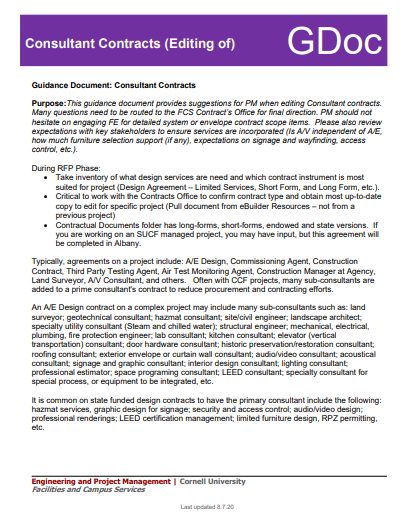 Consultant Contracts (Editing of)
GDoc
Guidance Document: Consultant Contracts
Purpose: This guidance document provides suggestions for PM when editing Consultant contracts.
Many questions need to be routed to the FCS Contract's Office for final direction. PM should not
hesitate on engaging FE for detailed system or envelope contract scope items. Please also review
expectations with key stakeholders to ensure services are incorporated (Is A/V independent of A/E,
how much furniture selection support (if any), expectations on signage and wayfinding, access
control, etc.).
During RFP Phase:
• Take inventory of what design services are need and which contract instrument is most
suited for project (Design Agreement – Limited Services, Short Form, and Long Form, etc.).
• Critical to work with the Contracts Office to confirm contract type and obtain most up-to-date
copy to edit for specific project (Pull document from eBuilder Resources – not from a
previous project)
• Contractual Documents folder has long-forms, short-forms, endowed and state versions. If
you are working on an SUCF managed project, you may have input, but this agreement will
be completed in Albany.
Typically, agreements on a project include: A/E Design, Commissioning Agent, Construction
Contract, Third Party Testing Agent, Air Test Monitoring Agent, Construction Manager at Agency,
Land Surveyor, A/V Consultant, and others. Often with CCF projects, many sub-consultants are
added to a prime consultant's contract to reduce procurement and contracting efforts.
An A/E Design contract on a complex project may include many sub-consultants such as: land
surveyor; geotechnical consultant; hazmat consultant; site/civil engineer; landscape architect;
specialty utility consultant (Steam and chilled water); structural engineer; mechanical, electrical,
plumbing, fire protection engineer; lab consultant; kitchen consultant; elevator (vertical
transportation) consultant; door hardware consultant; historic preservation/restoration consultant;
roofing consultant; exterior envelope or curtain wall consultant; audio/video consultant; acoustical
consultant; signage and graphic consultant; interior design consultant; lighting consultant;
professional estimator; space programing consultant; LEED consultant; specialty consultant for
special process, or equipment to be integrated, etc.
It is common on state funded design contracts to have the primary consultant include the following:
hazmat services, graphic design for signage; security and access control; audio/video design;
professional renderings; LEED certification management; limited furniture design, RPZ permitting,
etc.
Engineering and Project Management | Cornell University
Facilities and Campus Services
Last updated 8.7.20